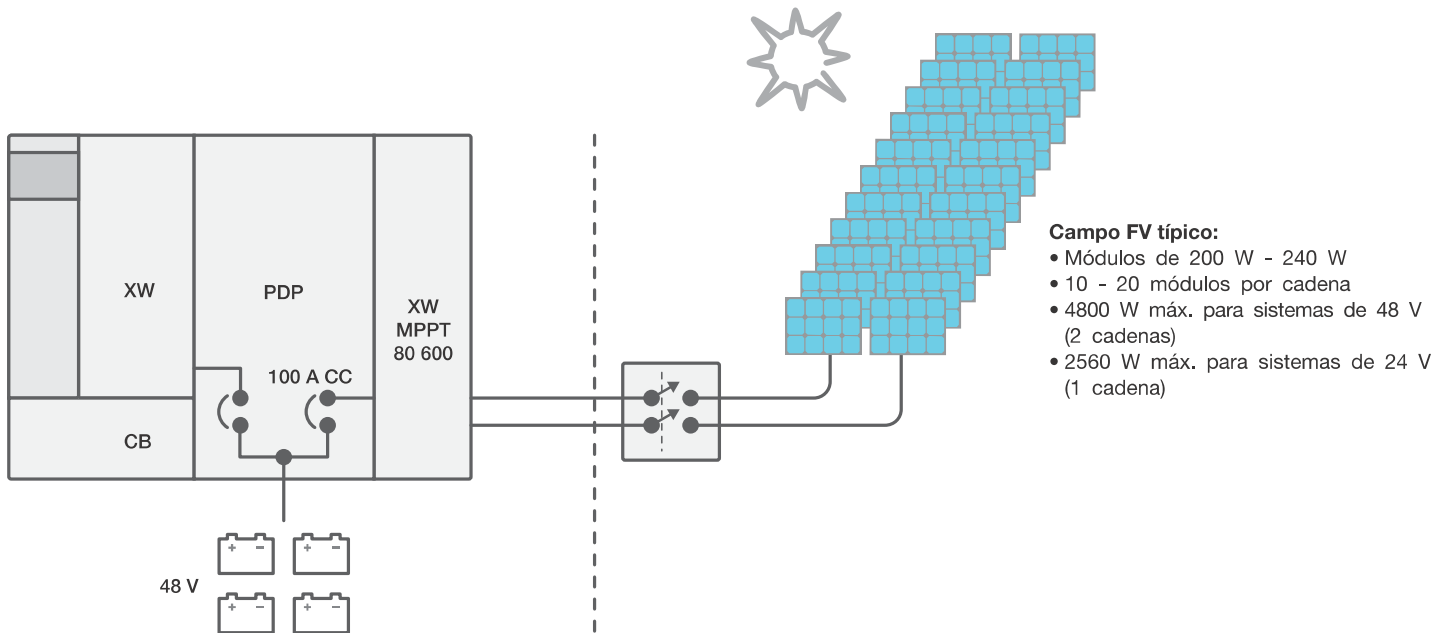 XW
PDP
XW
MPPT
80 600
100 A CC
CB
48 V
+ -
+ -
+ -
+ -
Campo FV típico:
• Módulos de 200 W - 240 W
• 10 - 20 módulos por cadena
• 4800 W máx. para sistemas de 48 V
(2 cadenas)
• 2560 W máx. para sistemas de 24 V
(1 cadena)